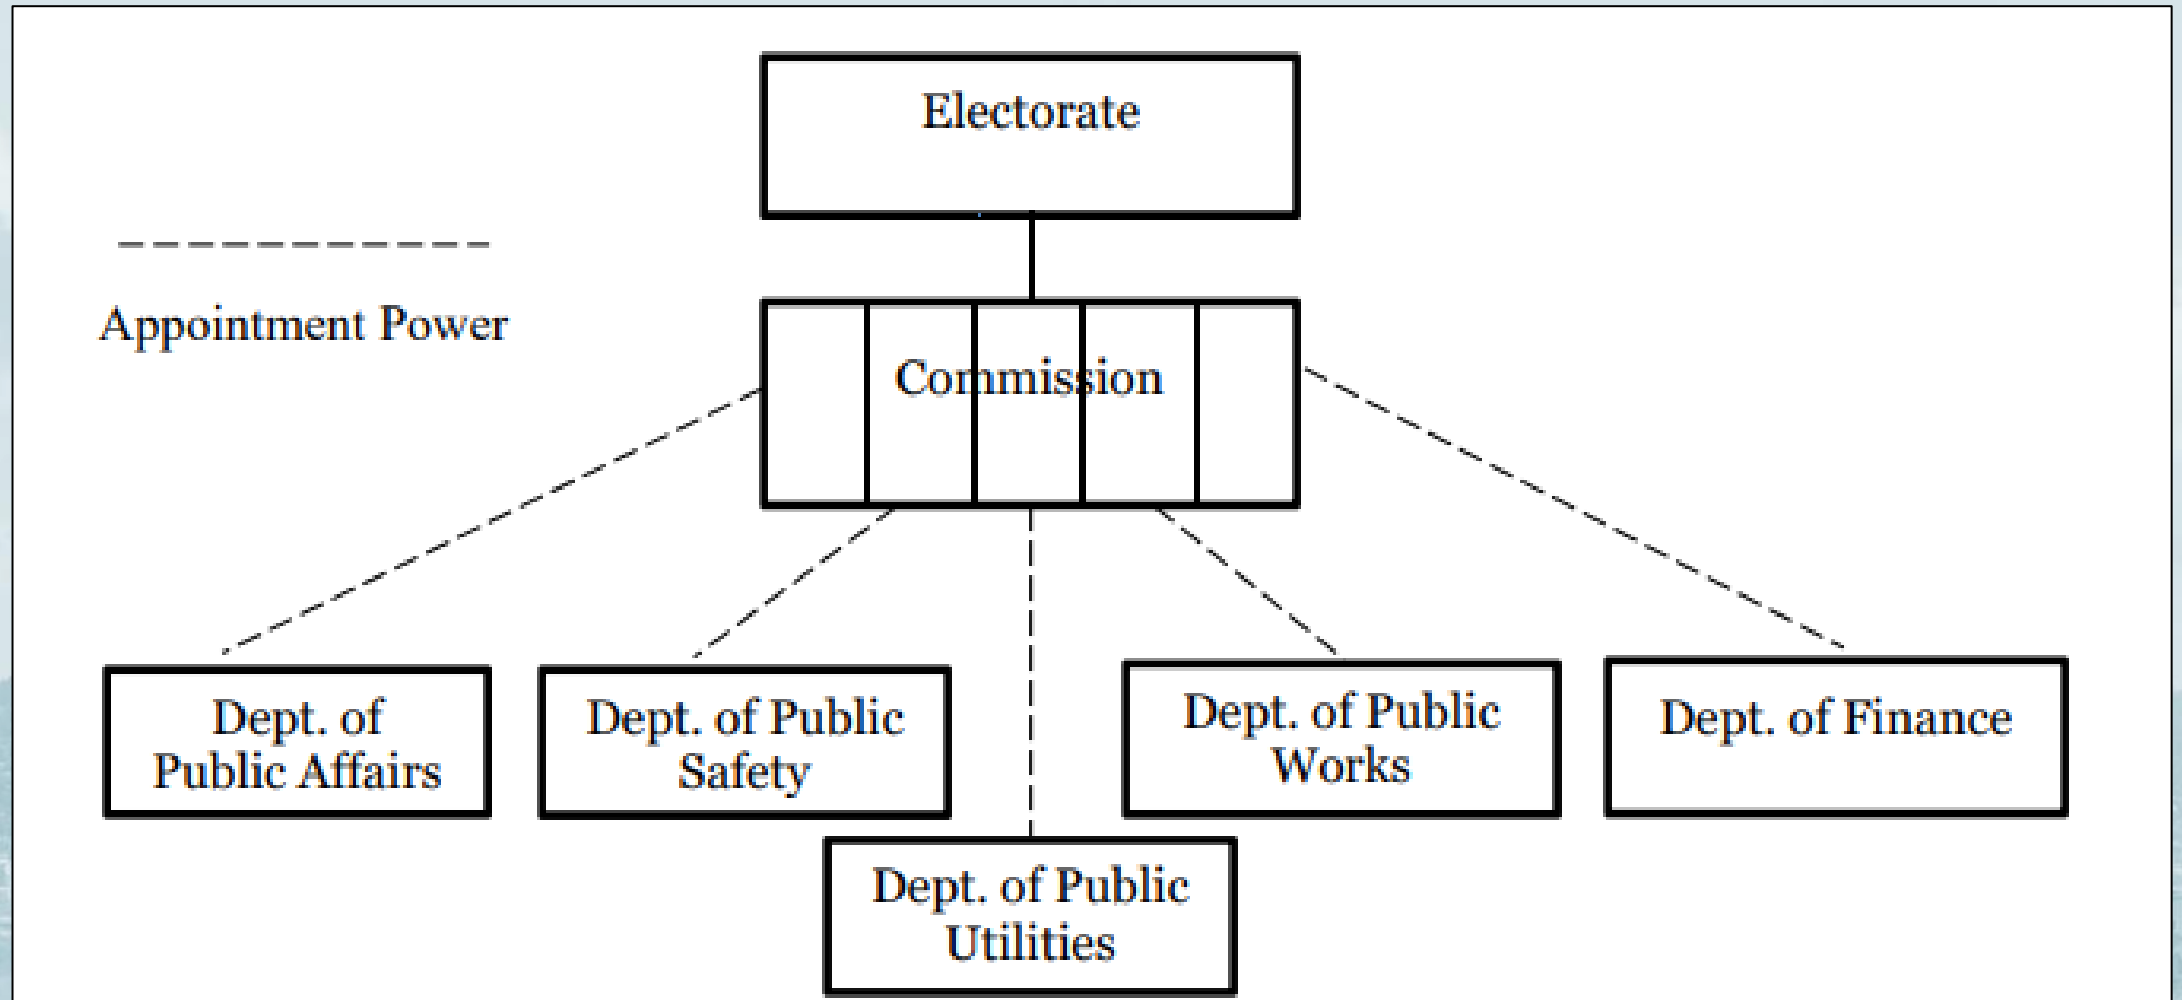 Electorate
Appointment Power
Commission
Dept. of
Public Affairs
Dept. of Public
Safety
Dept. of Public
Works
Dept. of Finance
Dept. of Public
Utilities